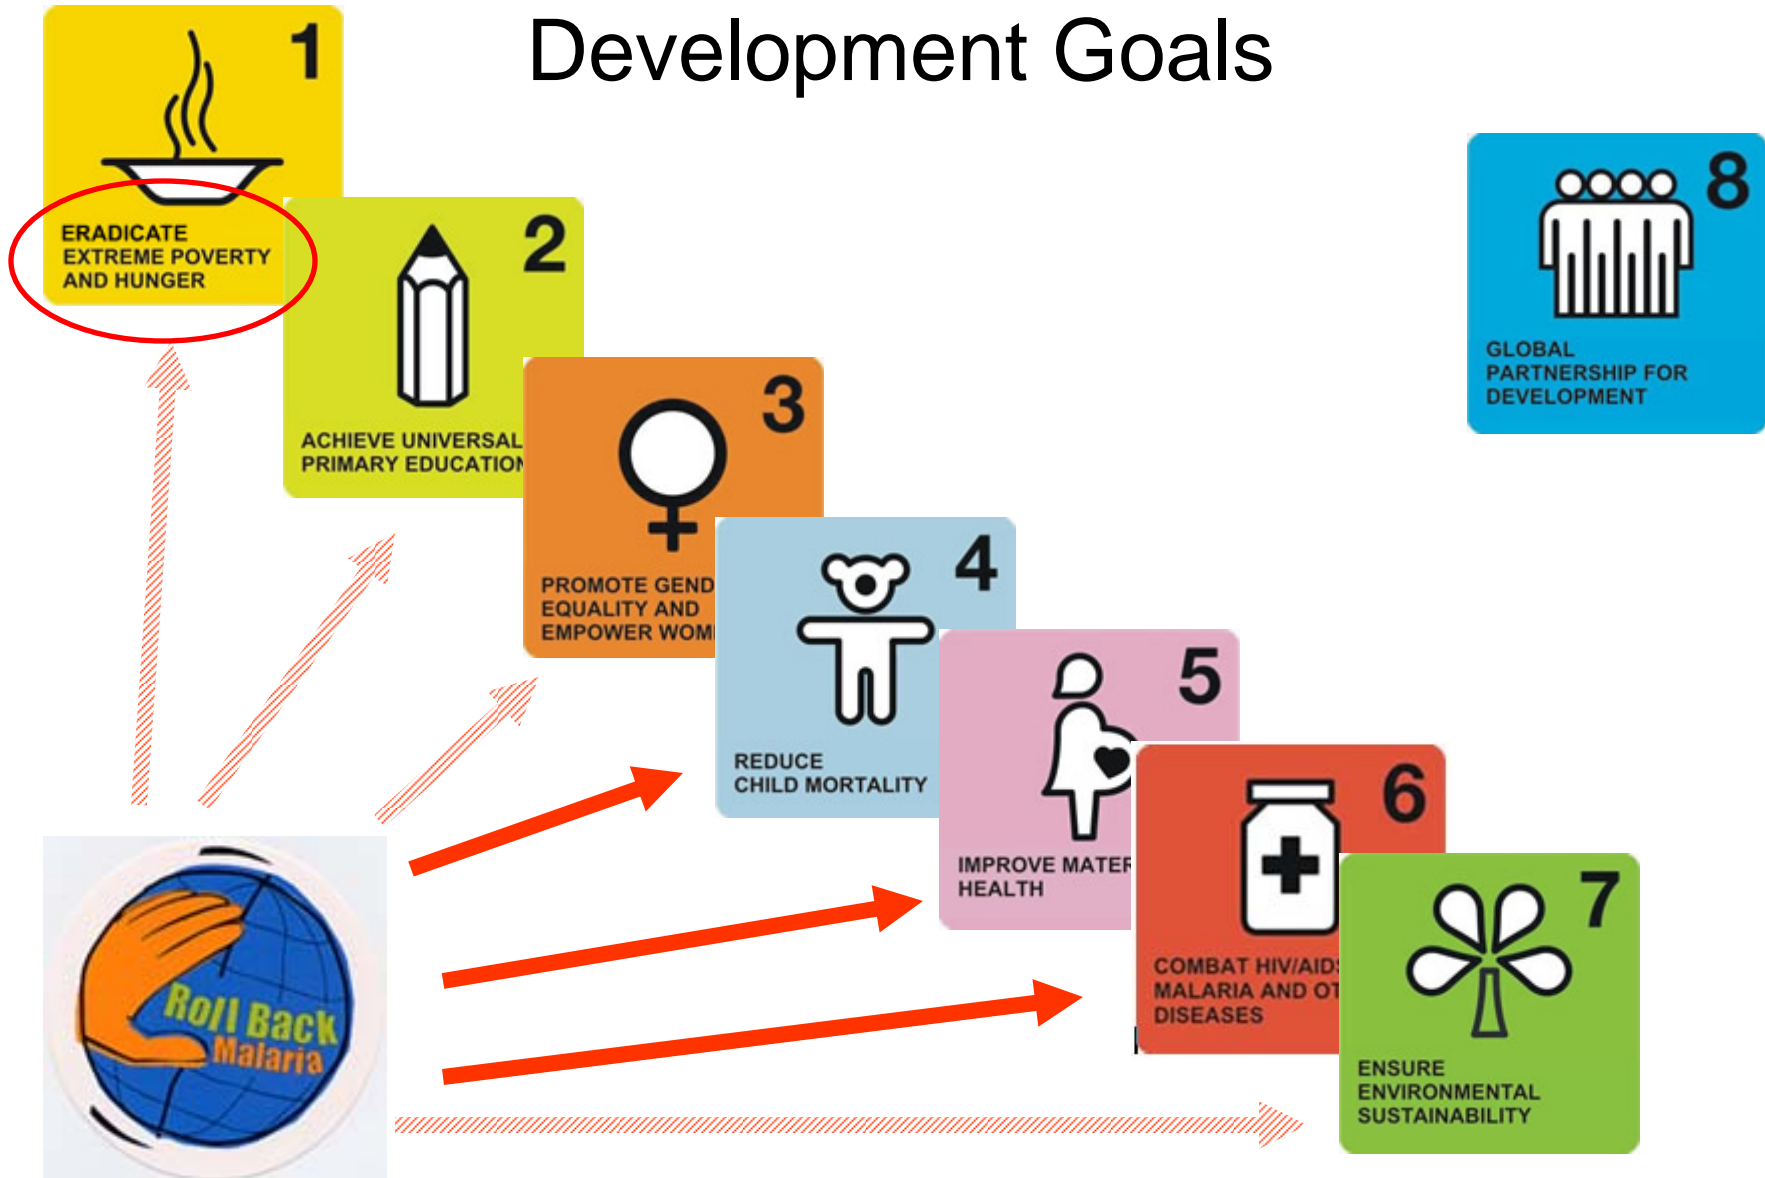 Development Goals
1
ERADICATE
EXTREME POVERTY
AND HUNGER
2
ACHIEVE UNIVERSAL
PRIMARY EDUCATION
3
PROMOTE GEND
EQUALITY AND
EMPOWER WOM
4
REDUCE
CHILD MORTALITY
5
IMPROVE MATER
HEALTH
6
COMBAT HIV/AIDS
MALARIA AND OT
DISEASES
7
ENSURE
ENVIRONMENTAL
SUSTAINABILITY
8
GLOBAL
PARTNERSHIP FOR
DEVELOPMENT
Roll Back
Malaria